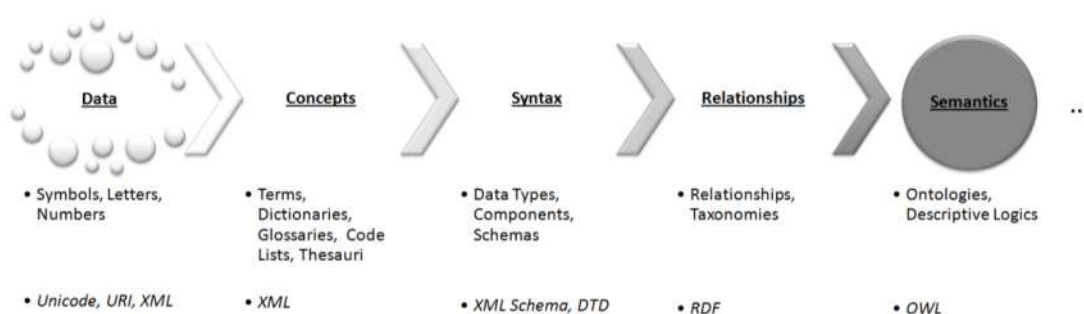 Data
Concepts
Syntax
Relationships
Semantics
..
• Symbols, Letters,
Numbers
• Terms,
Dictionaries,
Glossaries, Code
Lists, Thesauri
• Data Types,
Components,
Schemas
• Relationships,
Taxonomies
• Ontologies,
Descriptive Logics
• Unicode, URI, XML
• XML
• XML Schema, DTD
• RDF
• OWL